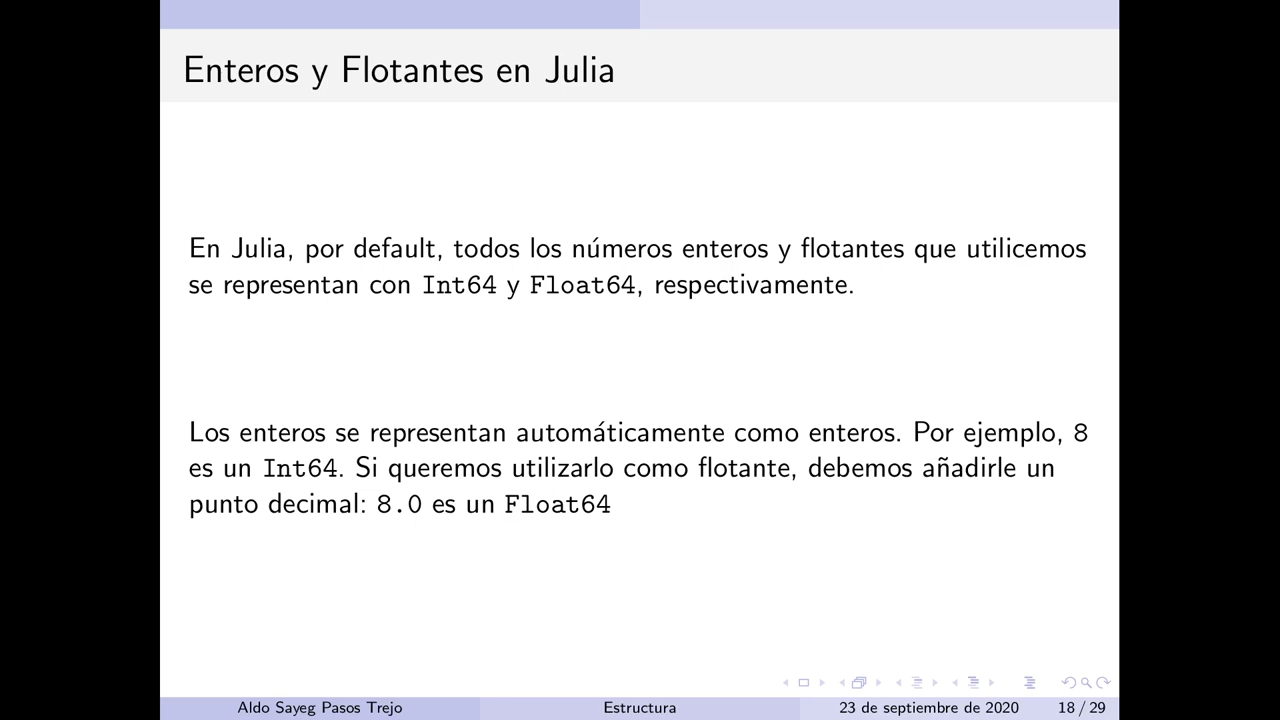 Enteros y Flotantes en Julia
En Julia, por default, todos los números enteros y flotantes que utilicemos
se representan con Int64 y Float64, respectivamente.
Los enteros se representan automáticamente como enteros. Por ejemplo, 8
es un Int64. Si queremos utilizarlo como flotante, debemos añadirle un
punto decimal: 8.0 es un Float64
Aldo Sayeg Pasos Trejo Estructura 23 de septiembre de 2020 18 / 29